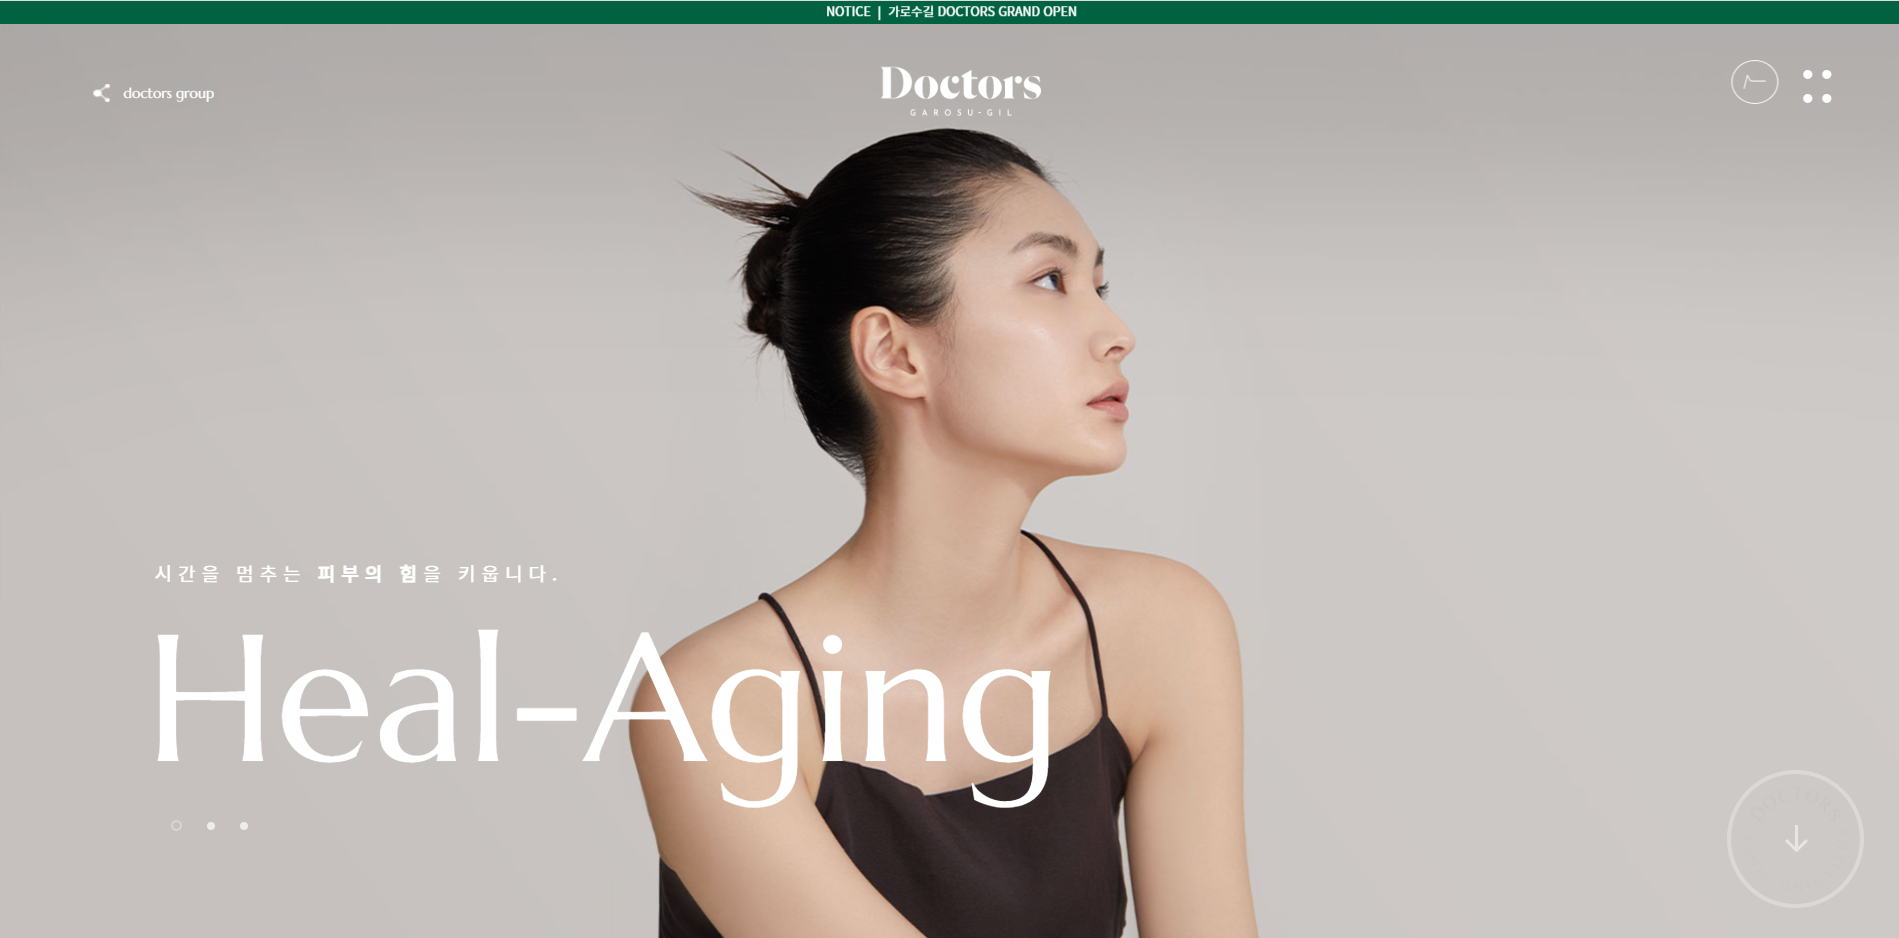 NOTICE | 가로수길 DOCTORS GRAND OPEN
doctors group
Doctors
GAROSU-GIL
시간을 멈추는 피부의 힘을 키웁니다.
Heal-Aging
DOCTORS